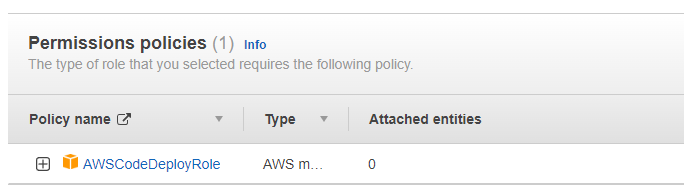 Permissions policies (1) Info
The type of role that you selected requires the following policy.
Policy name Type Attached entities
AWSCodeDeployRole AWS m… 0